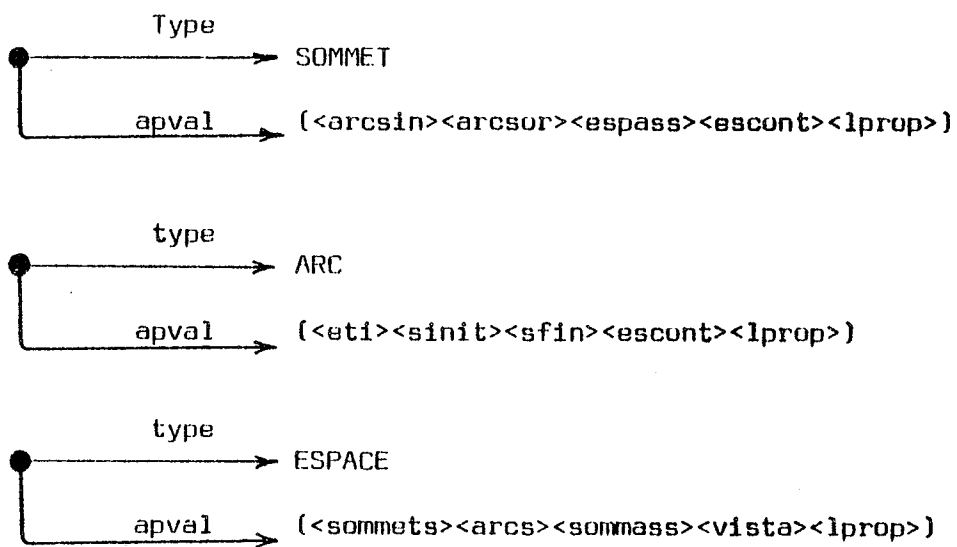 Type
SOMMET
apval (<arcsin><arcsor><espass><escont><lprop>)
type
ARC
apval (<eti><sinit><sfin><escont><lprop>)
type
ESPACE
apval (<sommets><arcs><sommass><vista><lprop>)